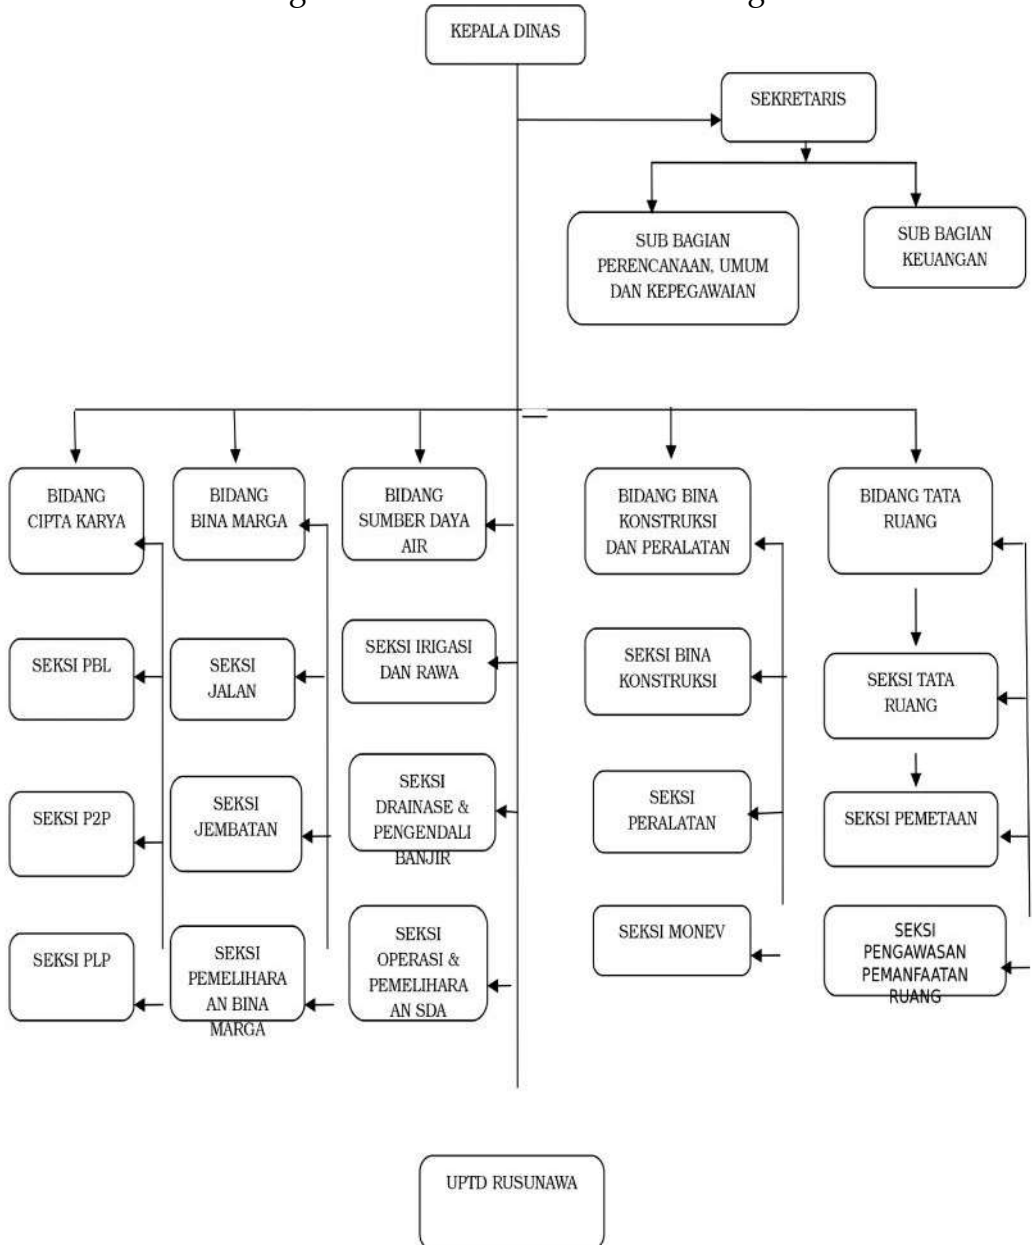 KEPALA DINAS
SEKRETARIS
SUB BAGIAN
PERENCANAAN, UMUM
DAN KEPEGAWAIAN
SUB BAGIAN
KEUANGAN
BIDANG
CIPTA KARYA
BIDANG
BINA MARGA
BIDANG
SUMBER DAYA
AIR
BIDANG BINA
KONSTRUKSI
DAN PERALATAN
BIDANG TATA
RUANG
SEKSI PBL
SEKSI
JALAN
SEKSI IRIGASI
DAN RAWA
SEKSI BINA
KONSTRUKSI
SEKSI TATA
RUANG
SEKSI P2P
SEKSI
JEMBATAN
SEKSI
DRAINASE &
PENGENDALI
BANJIR
SEKSI
PERALATAN
SEKSI PEMETAAN
SEKSI PLP
SEKSI
PEMELIHARA
AN BINA
MARGA
SEKSI
OPERASI &
PEMELIHARA
AN SDA
SEKSI MONEV
SEKSI
PENGAWASAN
PEMANFAATAN
RUANG
UPTD RUSUNAWA